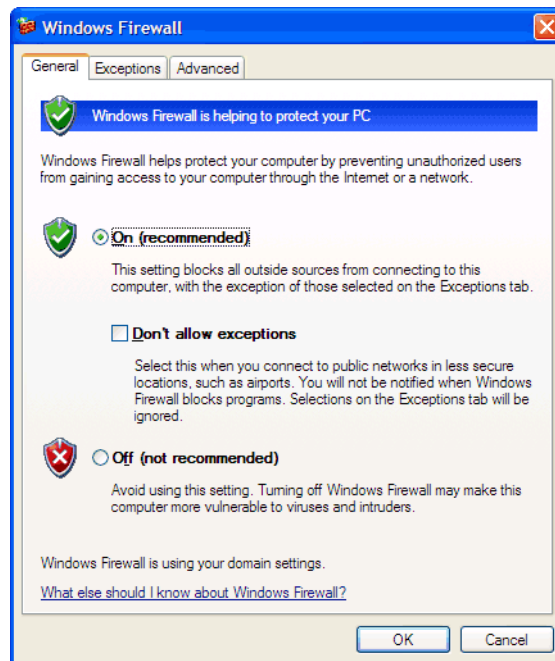 Windows Firewall
General Exceptions Advanced
Windows Firewall is helping to protect your PC
Windows Firewall helps protect your computer by preventing unauthorized users
from gaining access to your computer through the Internet or a network.
On (recommended)
This setting blocks all outside sources from connecting to this
computer, with the exception of those selected on the Exceptions tab.
Don't allow exceptions
Select this when you connect to public networks in less secure
locations, such as airports. You will not be notified when Windows
Firewall blocks programs. Selections on the Exceptions tab will be
ignored.
Off (not recommended)
Avoid using this setting. Turning off Windows Firewall may make this
computer more vulnerable to viruses and intruders.
Windows Firewall is using your domain settings.
What else should I know about Windows Firewall?
OK Cancel